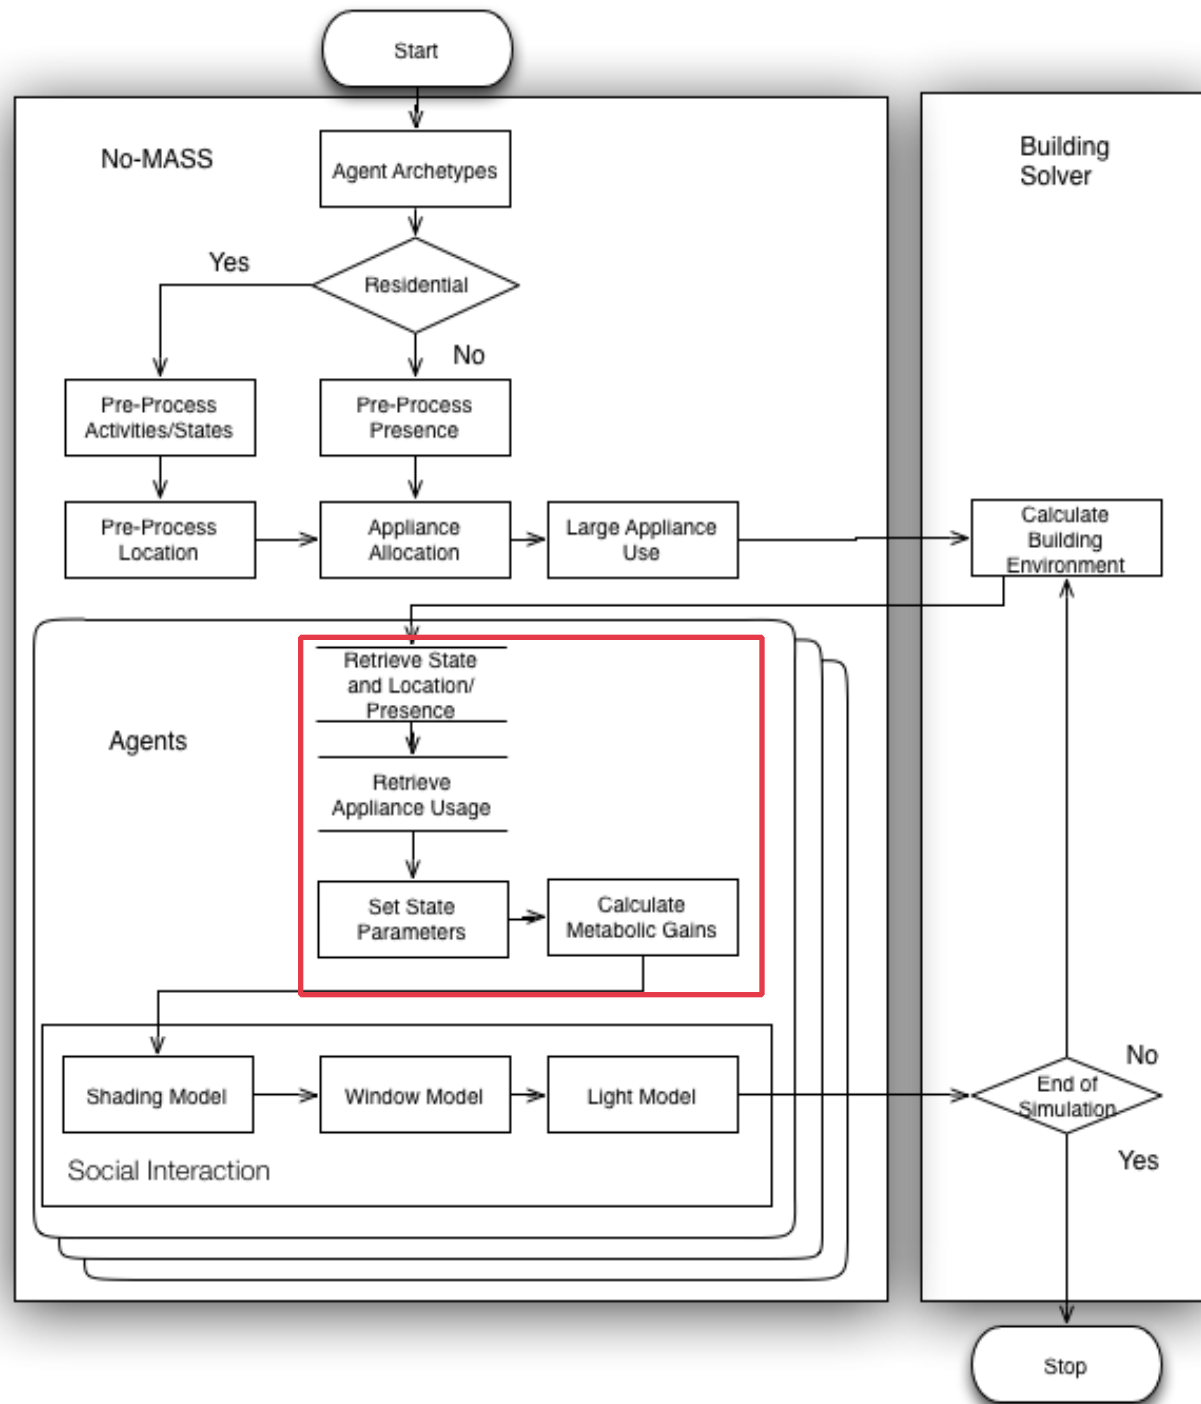 Start
No-MASS
Building
Solver
Agent Archetypes
Yes
Residential
No
Pre-Process
Activities/States
Pre-Process
Presence
Pre-Process
Location
Appliance
Allocation
Large Appliance
Use
Calculate
Building
Environment
Retrieve State
and Location/
Presence
Agents
Retrieve
Appliance Usage
Set State
Parameters
Calculate
Metabolic Gains
Shading Model
Window Model
Light Model
No
End of
Simulation
Yes
Social Interaction
Stop